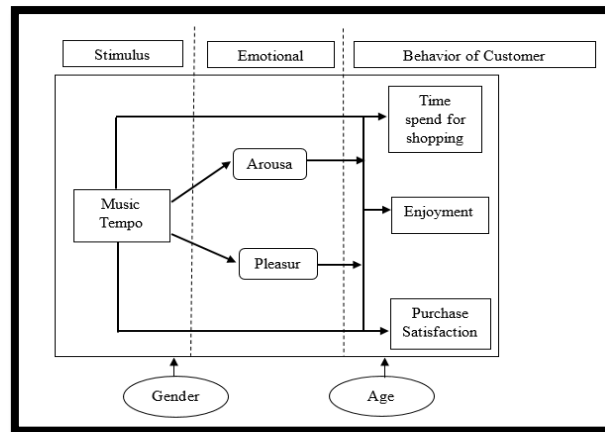 Stimulus
Emotional
Behavior of Customer
Time
spend for
shopping
Arousa
Music
Tempo
Enjoyment
Pleasur
Purchase
Satisfaction
Gender
Age